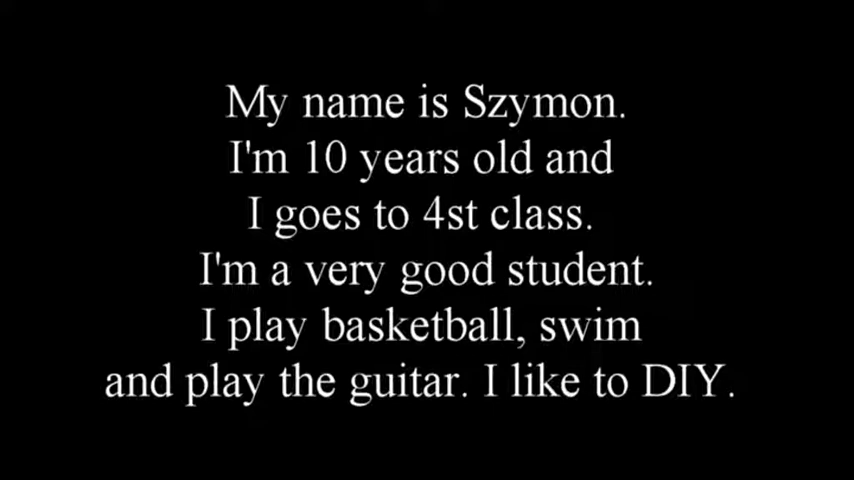 My name is Szymon.
I'm 10 years old and
I goes to 4st class.
I'm a very good student.
I play basketball, swim
and play the guitar. I like to DIY.